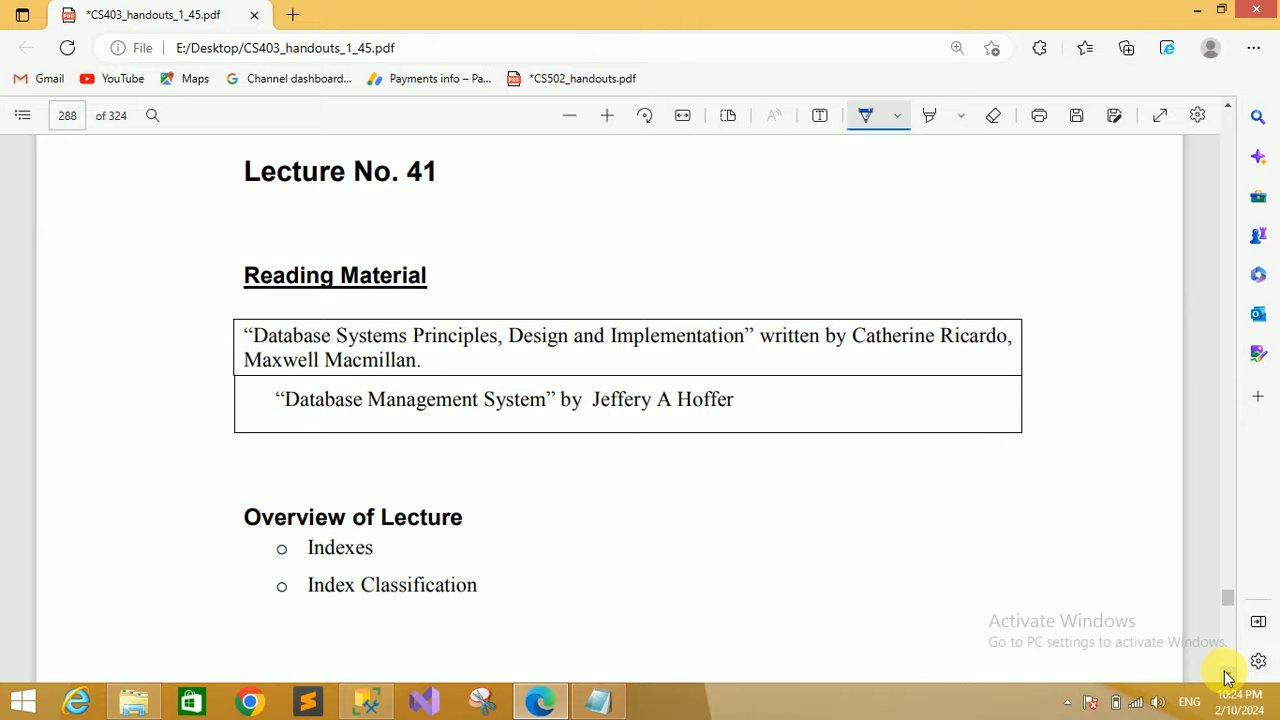 *CS403_handouts_1_45.pdf
File E:/Desktop/CS403_handouts_1_45.pdf
Gmail YouTube Maps Channel dashboard... Payments info – Pa... *CS502_handouts.pdf
288 of 324
Lecture No. 41
Reading Material
“Database Systems Principles, Design and Implementation” written by Catherine Ricardo,
Maxwell Macmillan.
“Database Management System” by Jeffery A Hoffer
Overview of Lecture
o Indexes
o Index Classification
Activate Windows
Go to PC settings to activate Windows.
ENG
10:24 PM
2/10/2024